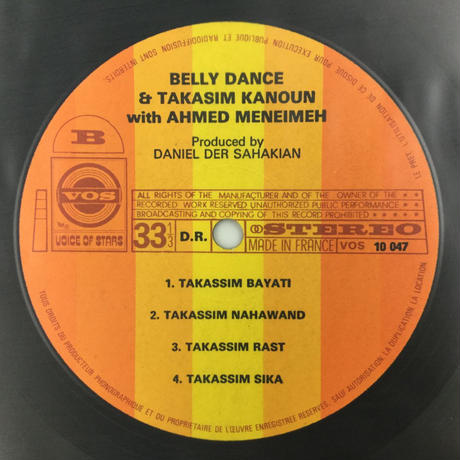 BELLY DANCE
& TAKASIM KANOUN
with AHMED MENEIMEH
Produced by
DANIEL DER SAHAKIAN
B
VOS
VOICE OF STARS
ALL RIGHTS OF THE MANUFACTURER AND OF THE OWNER OF THE
RECORDED WORK RESERVED UNAUTHORIZED PUBLIC PERFORMANCE
BROADCASTING AND COPYING OF THIS RECORD PROHIBITED
33 1/3
D.R.
STEREO
MADE IN FRANCE
VOS 10 047
1. TAKASSIM BAYATI
2. TAKASSIM NAHAWAND
3. TAKASSIM RAST
4. TAKASSIM SIKA
TOUS DROITS DU PRODUCTEUR PHONOGRAPHIQUE ET DU PROPRIETAIRE DE L'ŒUVRE ENREGISTREE RESERVES, SAUF AUTORISATION, LA DUPLICATION, LA LOCATION,
LE PRET, L'UTILISATION DE CE DISQUE POUR EXECUTION PUBLIQUE ET RADIODIFFUSION SONT INTERDITS.